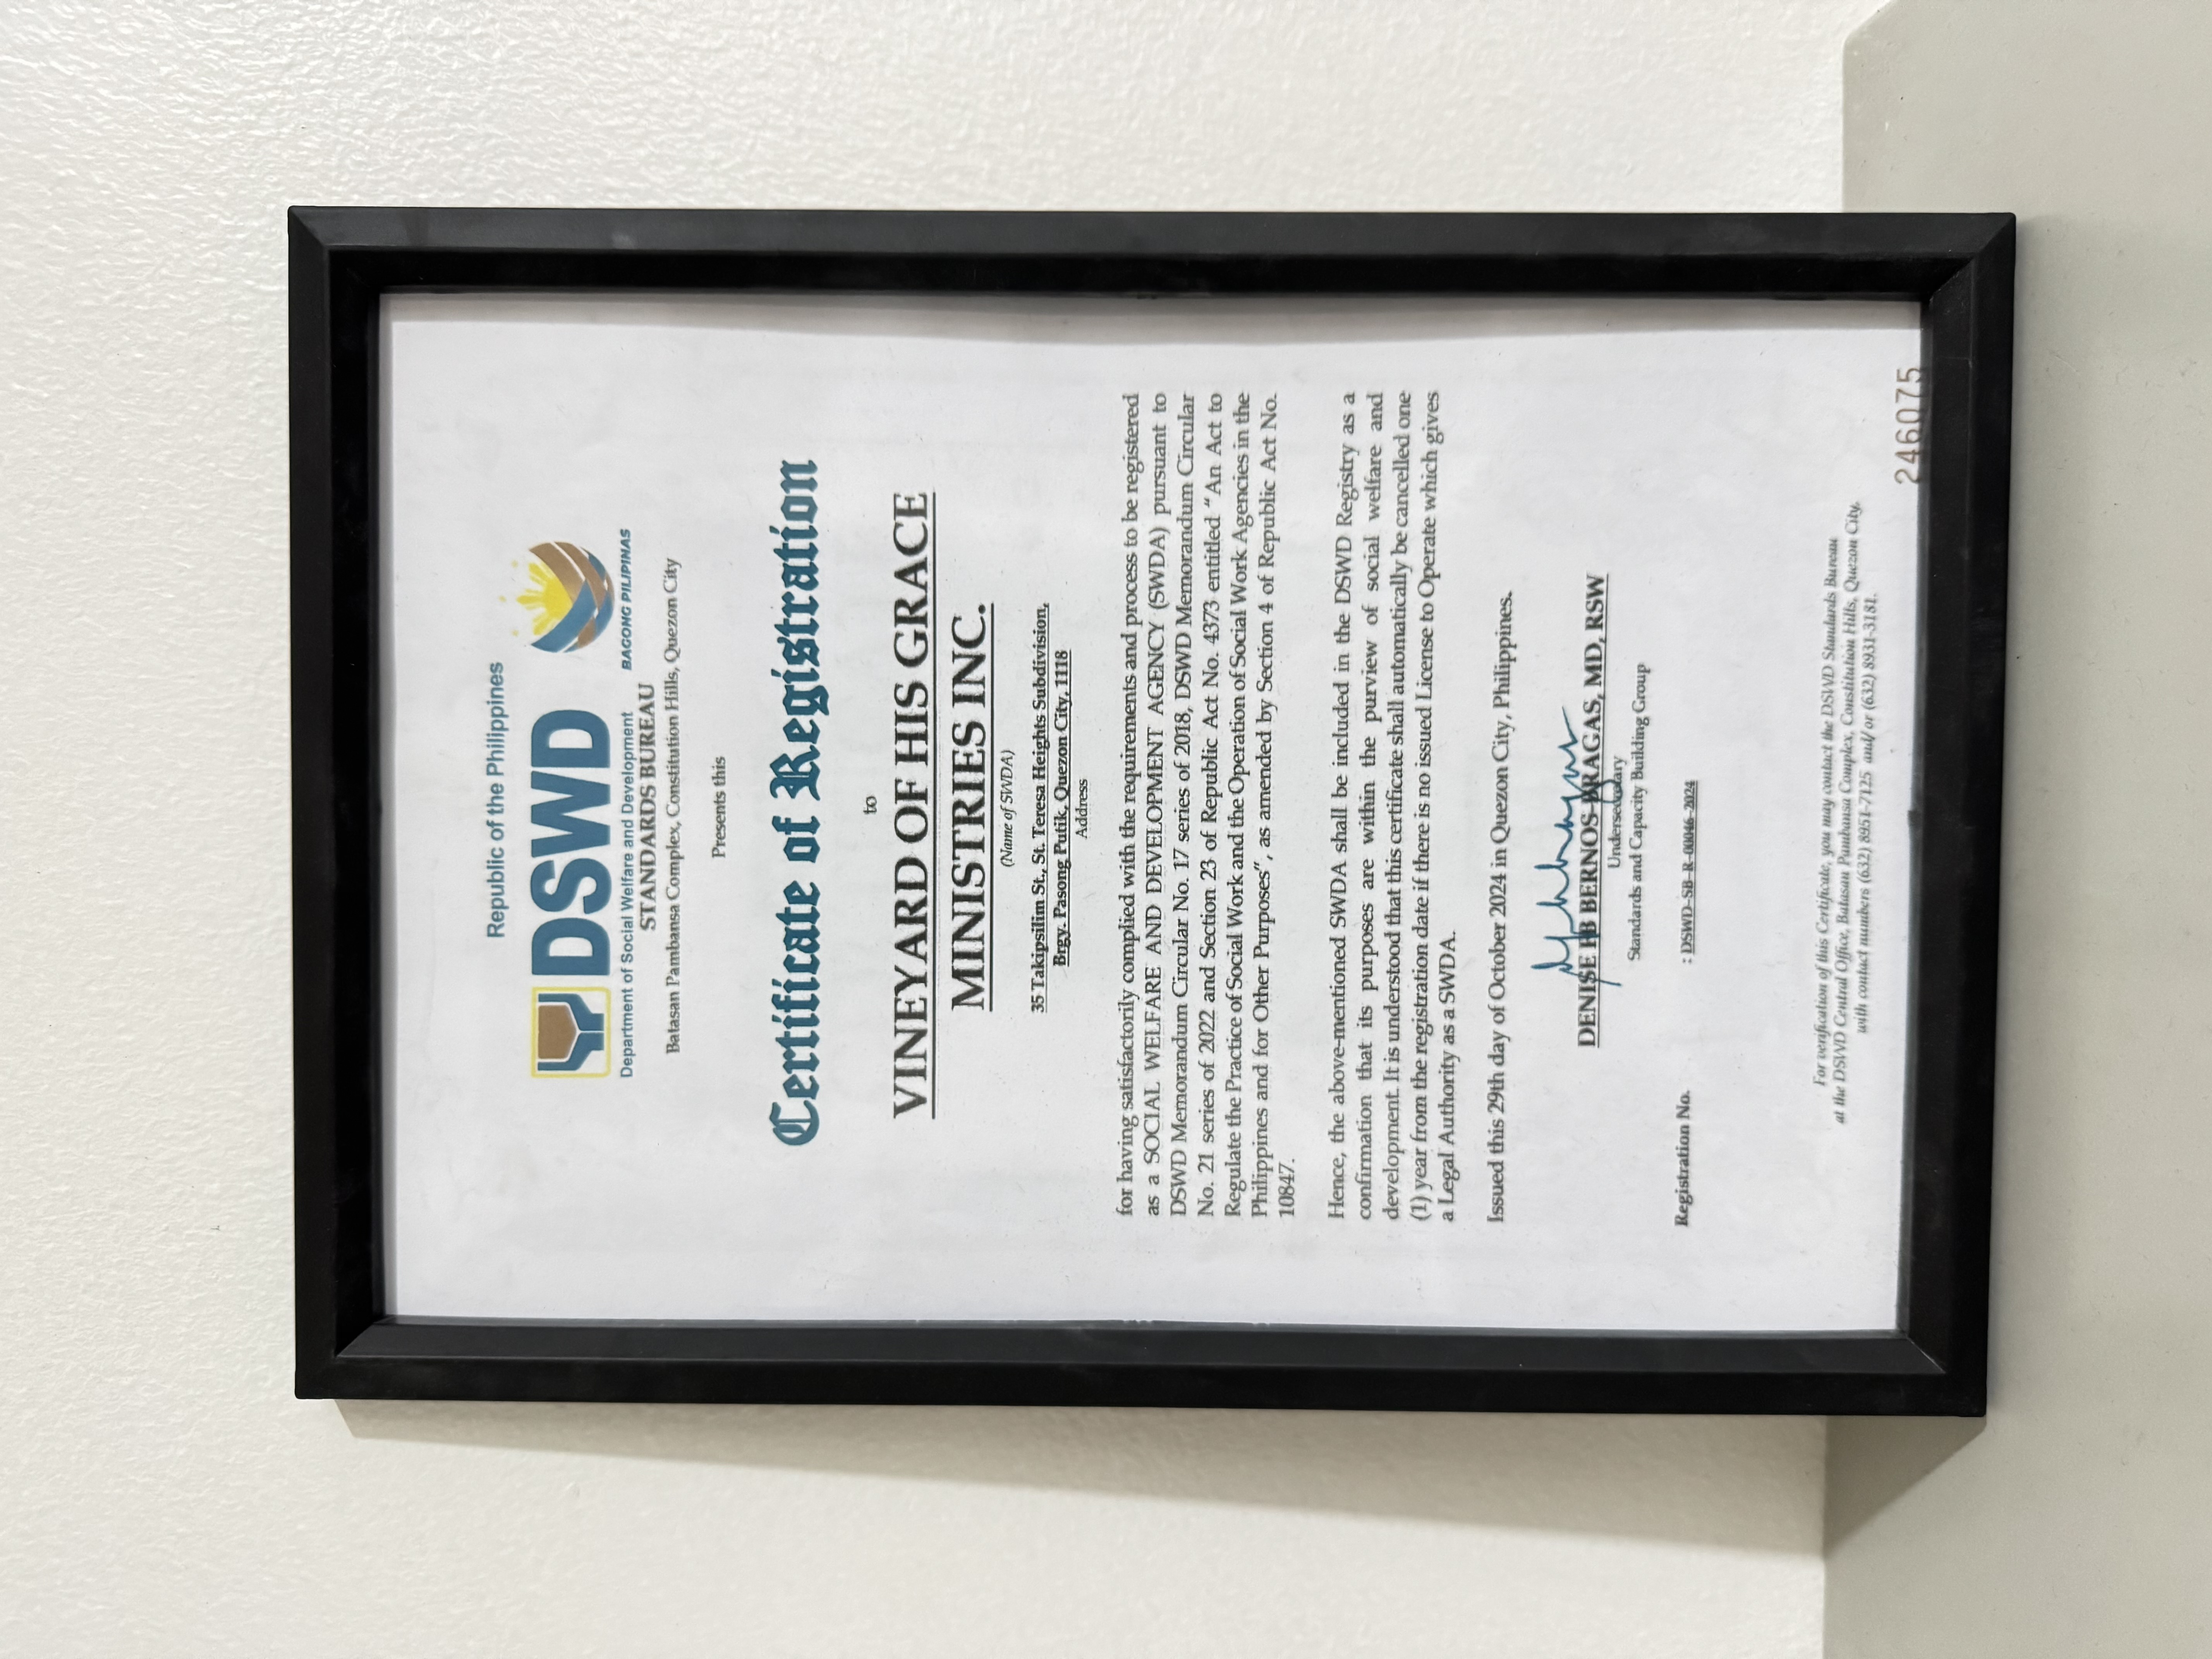 Republic of the Philippines
DSWD
Department of Social Welfare and Development
BAGONG PILIPINAS
STANDARDS BUREAU
Batasan Pambansa Complex, Constitution Hills, Quezon City
Presents this
Certificate of Registration
to
VINEYARD OF HIS GRACE
MINISTRIES INC.
(Name of SWDA)
35 Takipsilim St., St. Teresa Heights Subdivision,
Brgy. Pasong Putik, Quezon City, 1118
Address
for having satisfactorily complied with the requirements and process to be registered
as a SOCIAL WELFARE AND DEVELOPMENT AGENCY (SWDA) pursuant to
DSWD Memorandum Circular No. 17 series of 2018, DSWD Memorandum Circular
No. 21 series of 2022 and Section 23 of Republic Act No. 4373 entitled “An Act to
Regulate the Practice of Social Work and the Operation of Social Work Agencies in the
Philippines and for Other Purposes”, as amended by Section 4 of Republic Act No.
10847.
Hence, the above-mentioned SWDA shall be included in the DSWD Registry as a
confirmation that its purposes are within the purview of social welfare and
development. It is understood that this certificate shall automatically be cancelled one
(1) year from the registration date if there is no issued License to Operate which gives
a Legal Authority as a SWDA.
Issued this 29th day of October 2024 in Quezon City, Philippines.
DENISE FB BERNOS-BRAGAS, MD, RSW
Undersecretary
Standards and Capacity Building Group
Registration No. : DSWD-SB-R-00046-2024
For verification of this Certificate, you may contact the DSWD Standards Bureau
at the DSWD Central Office, Batasan Pambansa Complex, Constitution Hills, Quezon City,
with contact numbers (632) 8951-7125 and/ or (632) 8931-3181.
246075